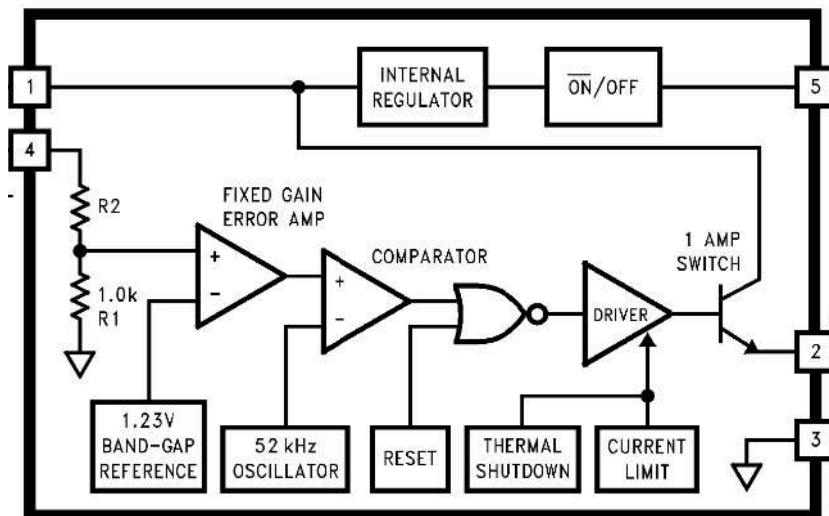 1
INTERNAL
REGULATOR
ON/OFF
5
4
R2
FIXED GAIN
ERROR AMP
+
−
1.0k
R1
COMPARATOR
+
−
1 AMP
SWITCH
DRIVER
2
3
1.23V
BAND-GAP
REFERENCE
52 kHz
OSCILLATOR
RESET
THERMAL
SHUTDOWN
CURRENT
LIMIT